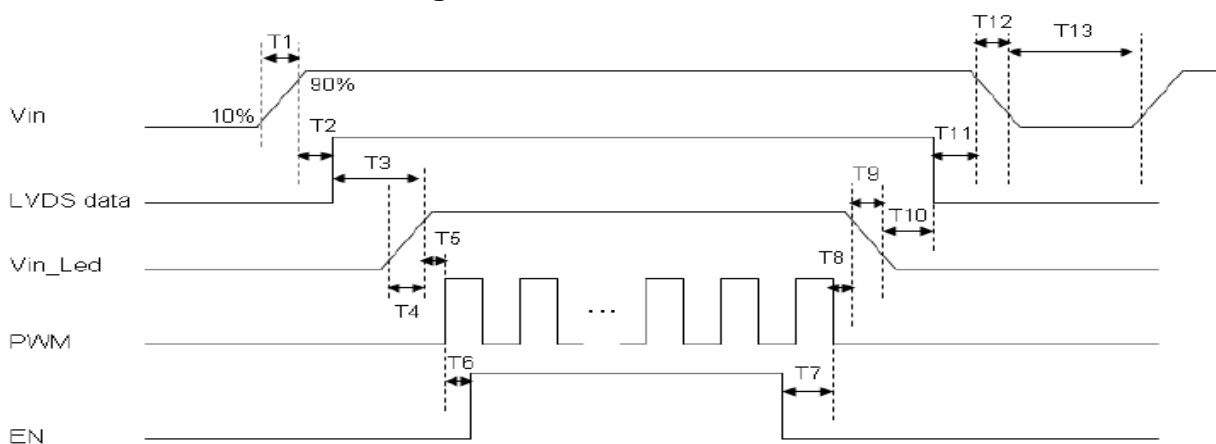 T12
T13
T1
90%
Vin
10%
T2
T11
T3
T9
LVDS data
T10
T5
Vin_Led
T8
T4
...
PWM
T6
T7
EN